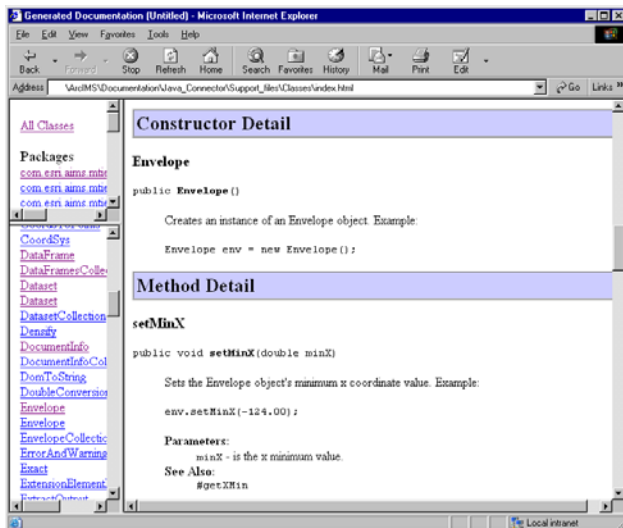 Generated Documentation (Untitled) - Microsoft Internet Explorer
File Edit View Favorites Tools Help
Back Forward Stop Refresh Home Search Favorites History Mail Print Edit
Address \ArcIMS\Documentation\Java_Connector\Support_files\Classes\index.html Go Links »
All Classes
Packages
com.esri.aims.mtie
com.esri.aims.mtie
com.esri.aims.mtie
CoordSys
DataFrame
DataFramesCollec
Dataset
Dataset
DatasetCollection
Densify
DocumentInfo
DocumentInfoCol
DomToString
DoubleConversion
Envelope
Envelope
EnvelopeCollectic
ErrorAndWarning
Exact
ExtensionElement
ExtractOutput
Constructor Detail
Envelope
public Envelope()
Creates an instance of an Envelope object. Example:
Envelope env = new Envelope();
Method Detail
setMinX
public void setMinX(double minX)
Sets the Envelope object's minimum x coordinate value. Example:
env.setMinX(-124.00);
Parameters:
minX - is the x minimum value.
See Also:
#getXMin
Local intranet